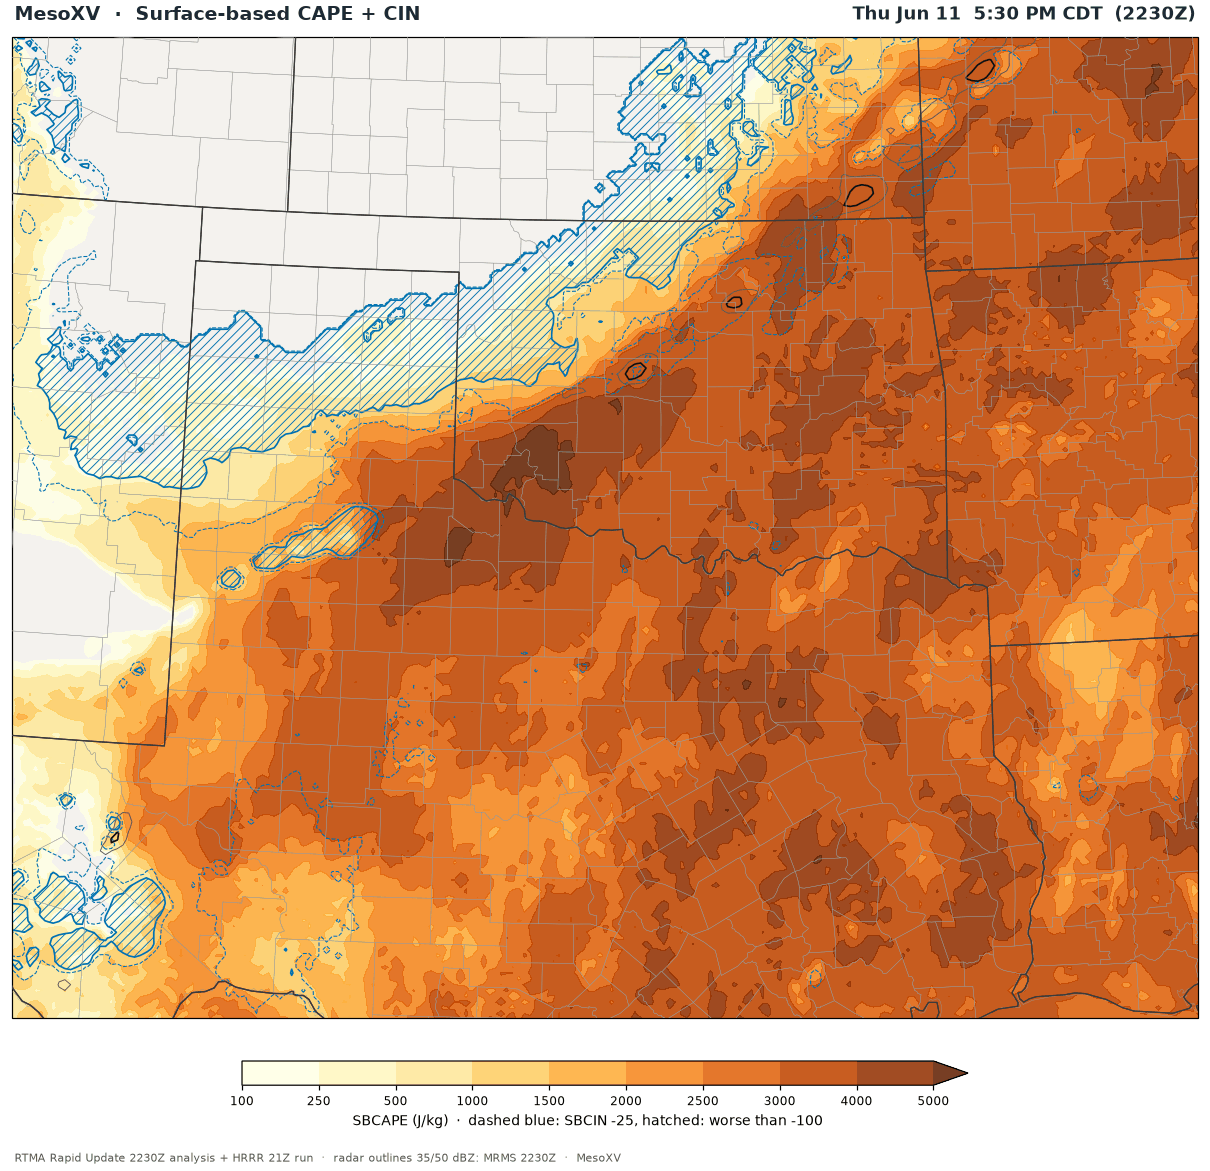 MesoXV · Surface-based CAPE + CIN
Thu Jun 11 5:30 PM CDT (2230Z)
100 250 500 1000 1500 2000 2500 3000 4000 5000
SBCAPE (J/kg) · dashed blue: SBCIN -25, hatched: worse than -100
RTMA Rapid Update 2230Z analysis + HRRR 21Z run · radar outlines 35/50 dBZ: MRMS 2230Z · MesoXV